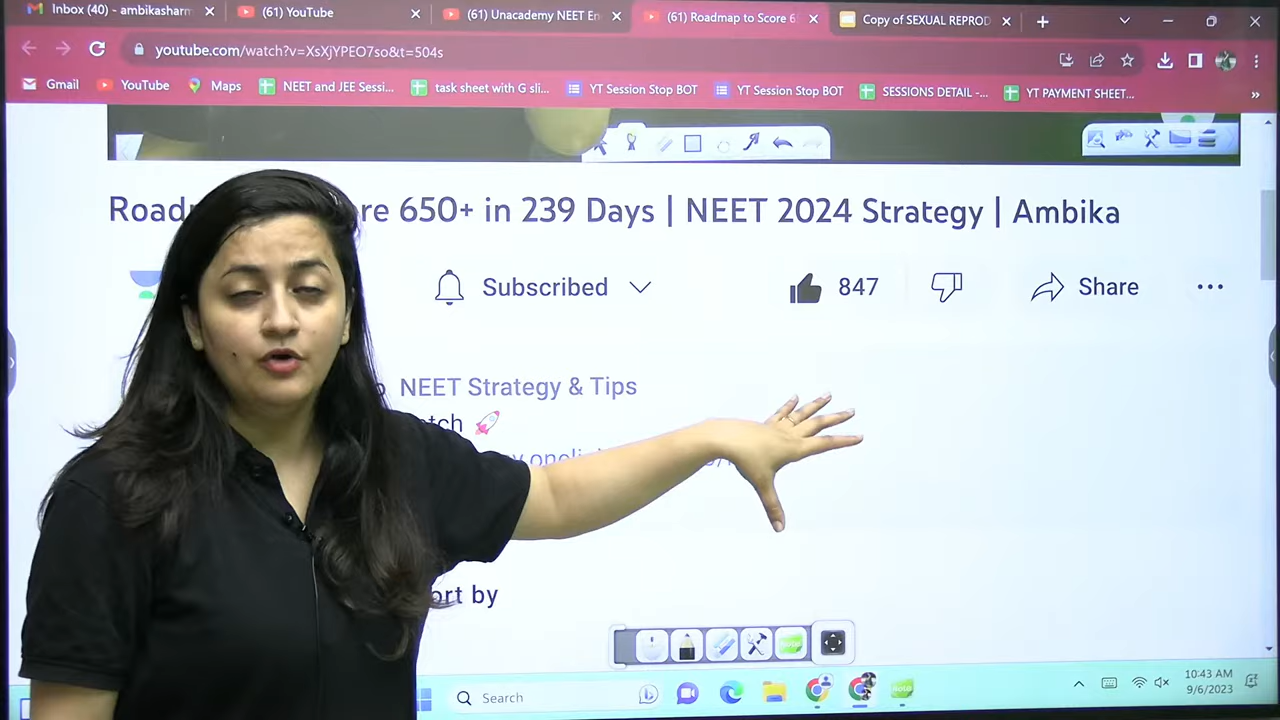 Inbox (40) - ambikasharm
(61) YouTube
(61) Unacademy NEET En
(61) Roadmap to Score 6
Copy of SEXUAL REPROD
youtube.com/watch?v=XsXjYPEO7so&t=504s
Gmail
YouTube
Maps
NEET and JEE Sessi...
task sheet with G sli...
YT Session Stop BOT
YT Session Stop BOT
SESSIONS DETAIL -...
YT PAYMENT SHEET...
650+ in 239 Days | NEET 2024 Strategy | Ambika
Subscribed
847
Share
NEET Strategy & Tips
by
Search
10:43 AM
9/6/2023